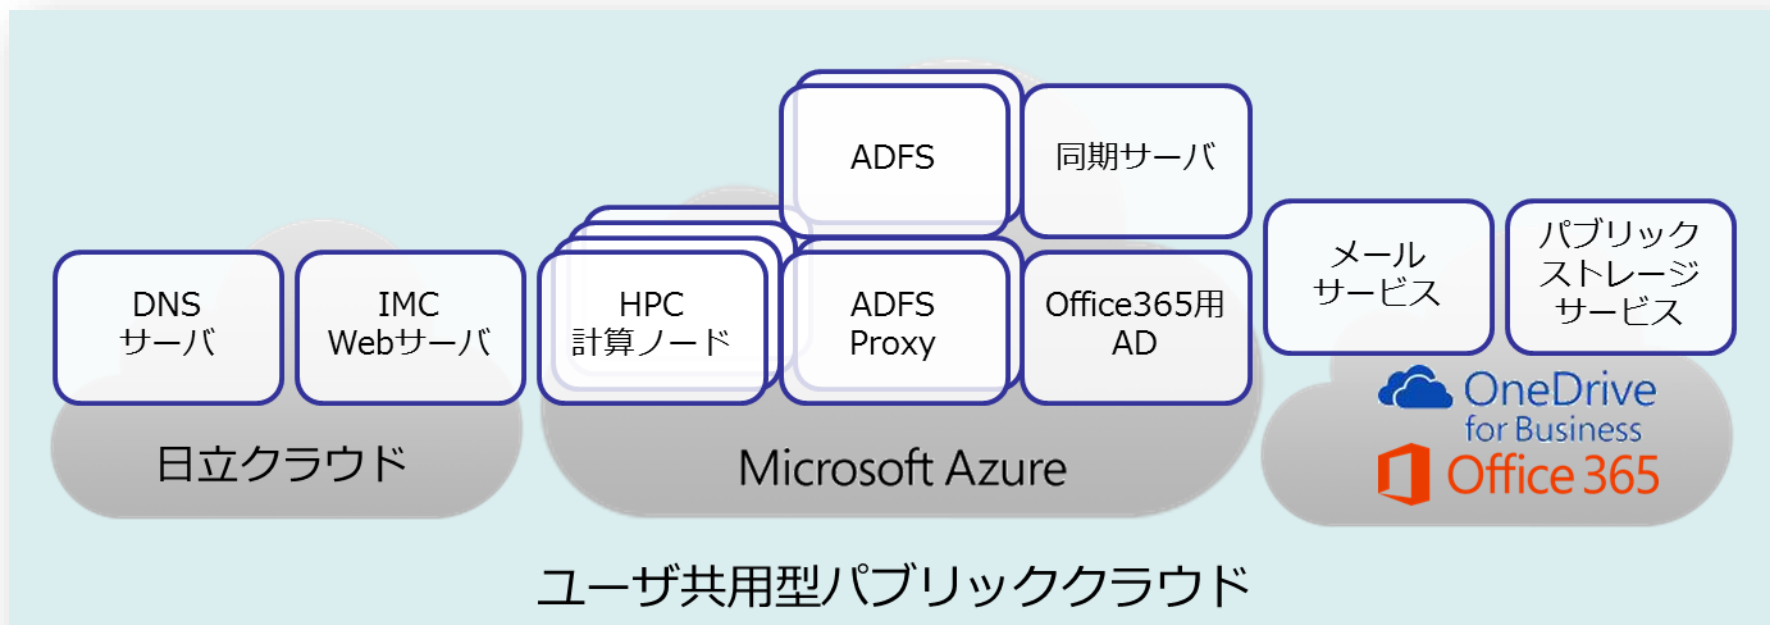 ADFS
同期サーバ
DNS
サーバ
IMC
Webサーバ
HPC
計算ノード
ADFS
Proxy
Office365用
AD
メール
サービス
パブリック
ストレージ
サービス
日立クラウド
Microsoft Azure
OneDrive
for Business
Office 365
ユーザ共用型パブリッククラウド